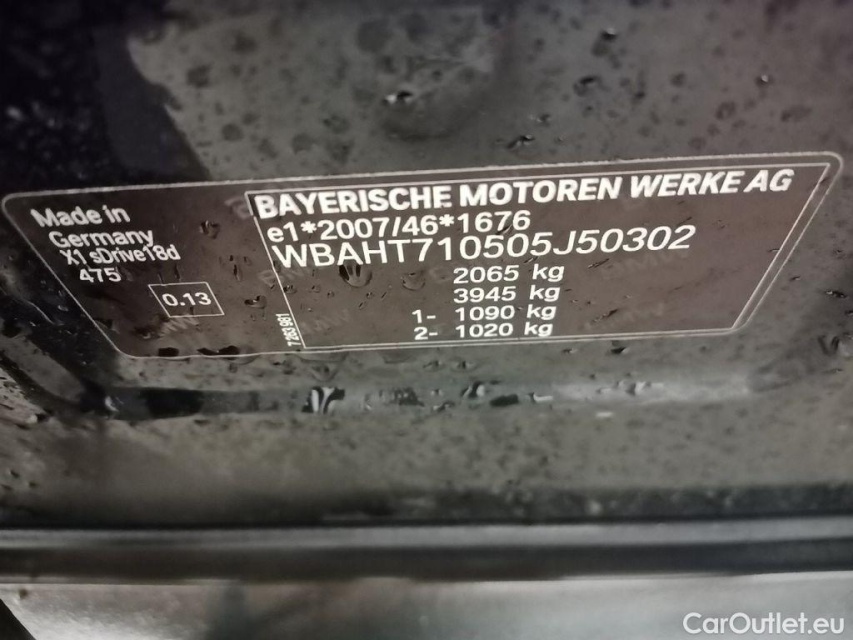 Made in
Germany
X1 sDrive18d
475
0.13
7263981
BAYERISCHE MOTOREN WERKE AG
e1*2007/46*1676
WBAHT710505J50302
2065 kg
3945 kg
1- 1090 kg
2- 1020 kg
CarOutlet.eu